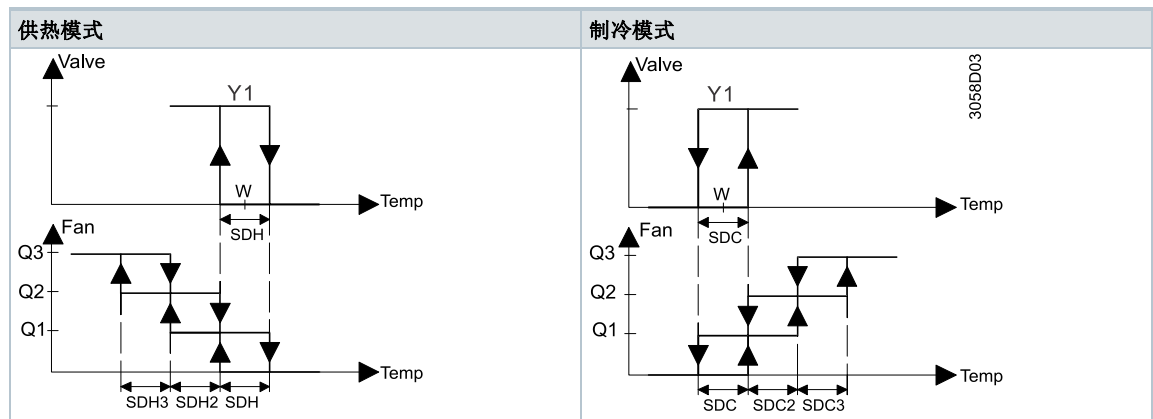 供热模式
制冷模式
Valve
Y1
W
Temp
SDH
Fan
Q3
Q2
Q1
Temp
SDH3 SDH2 SDH
Valve
Y1
W
Temp
SDC
Fan
Q3
Q2
Q1
Temp
SDC SDC2 SDC3
3058D03